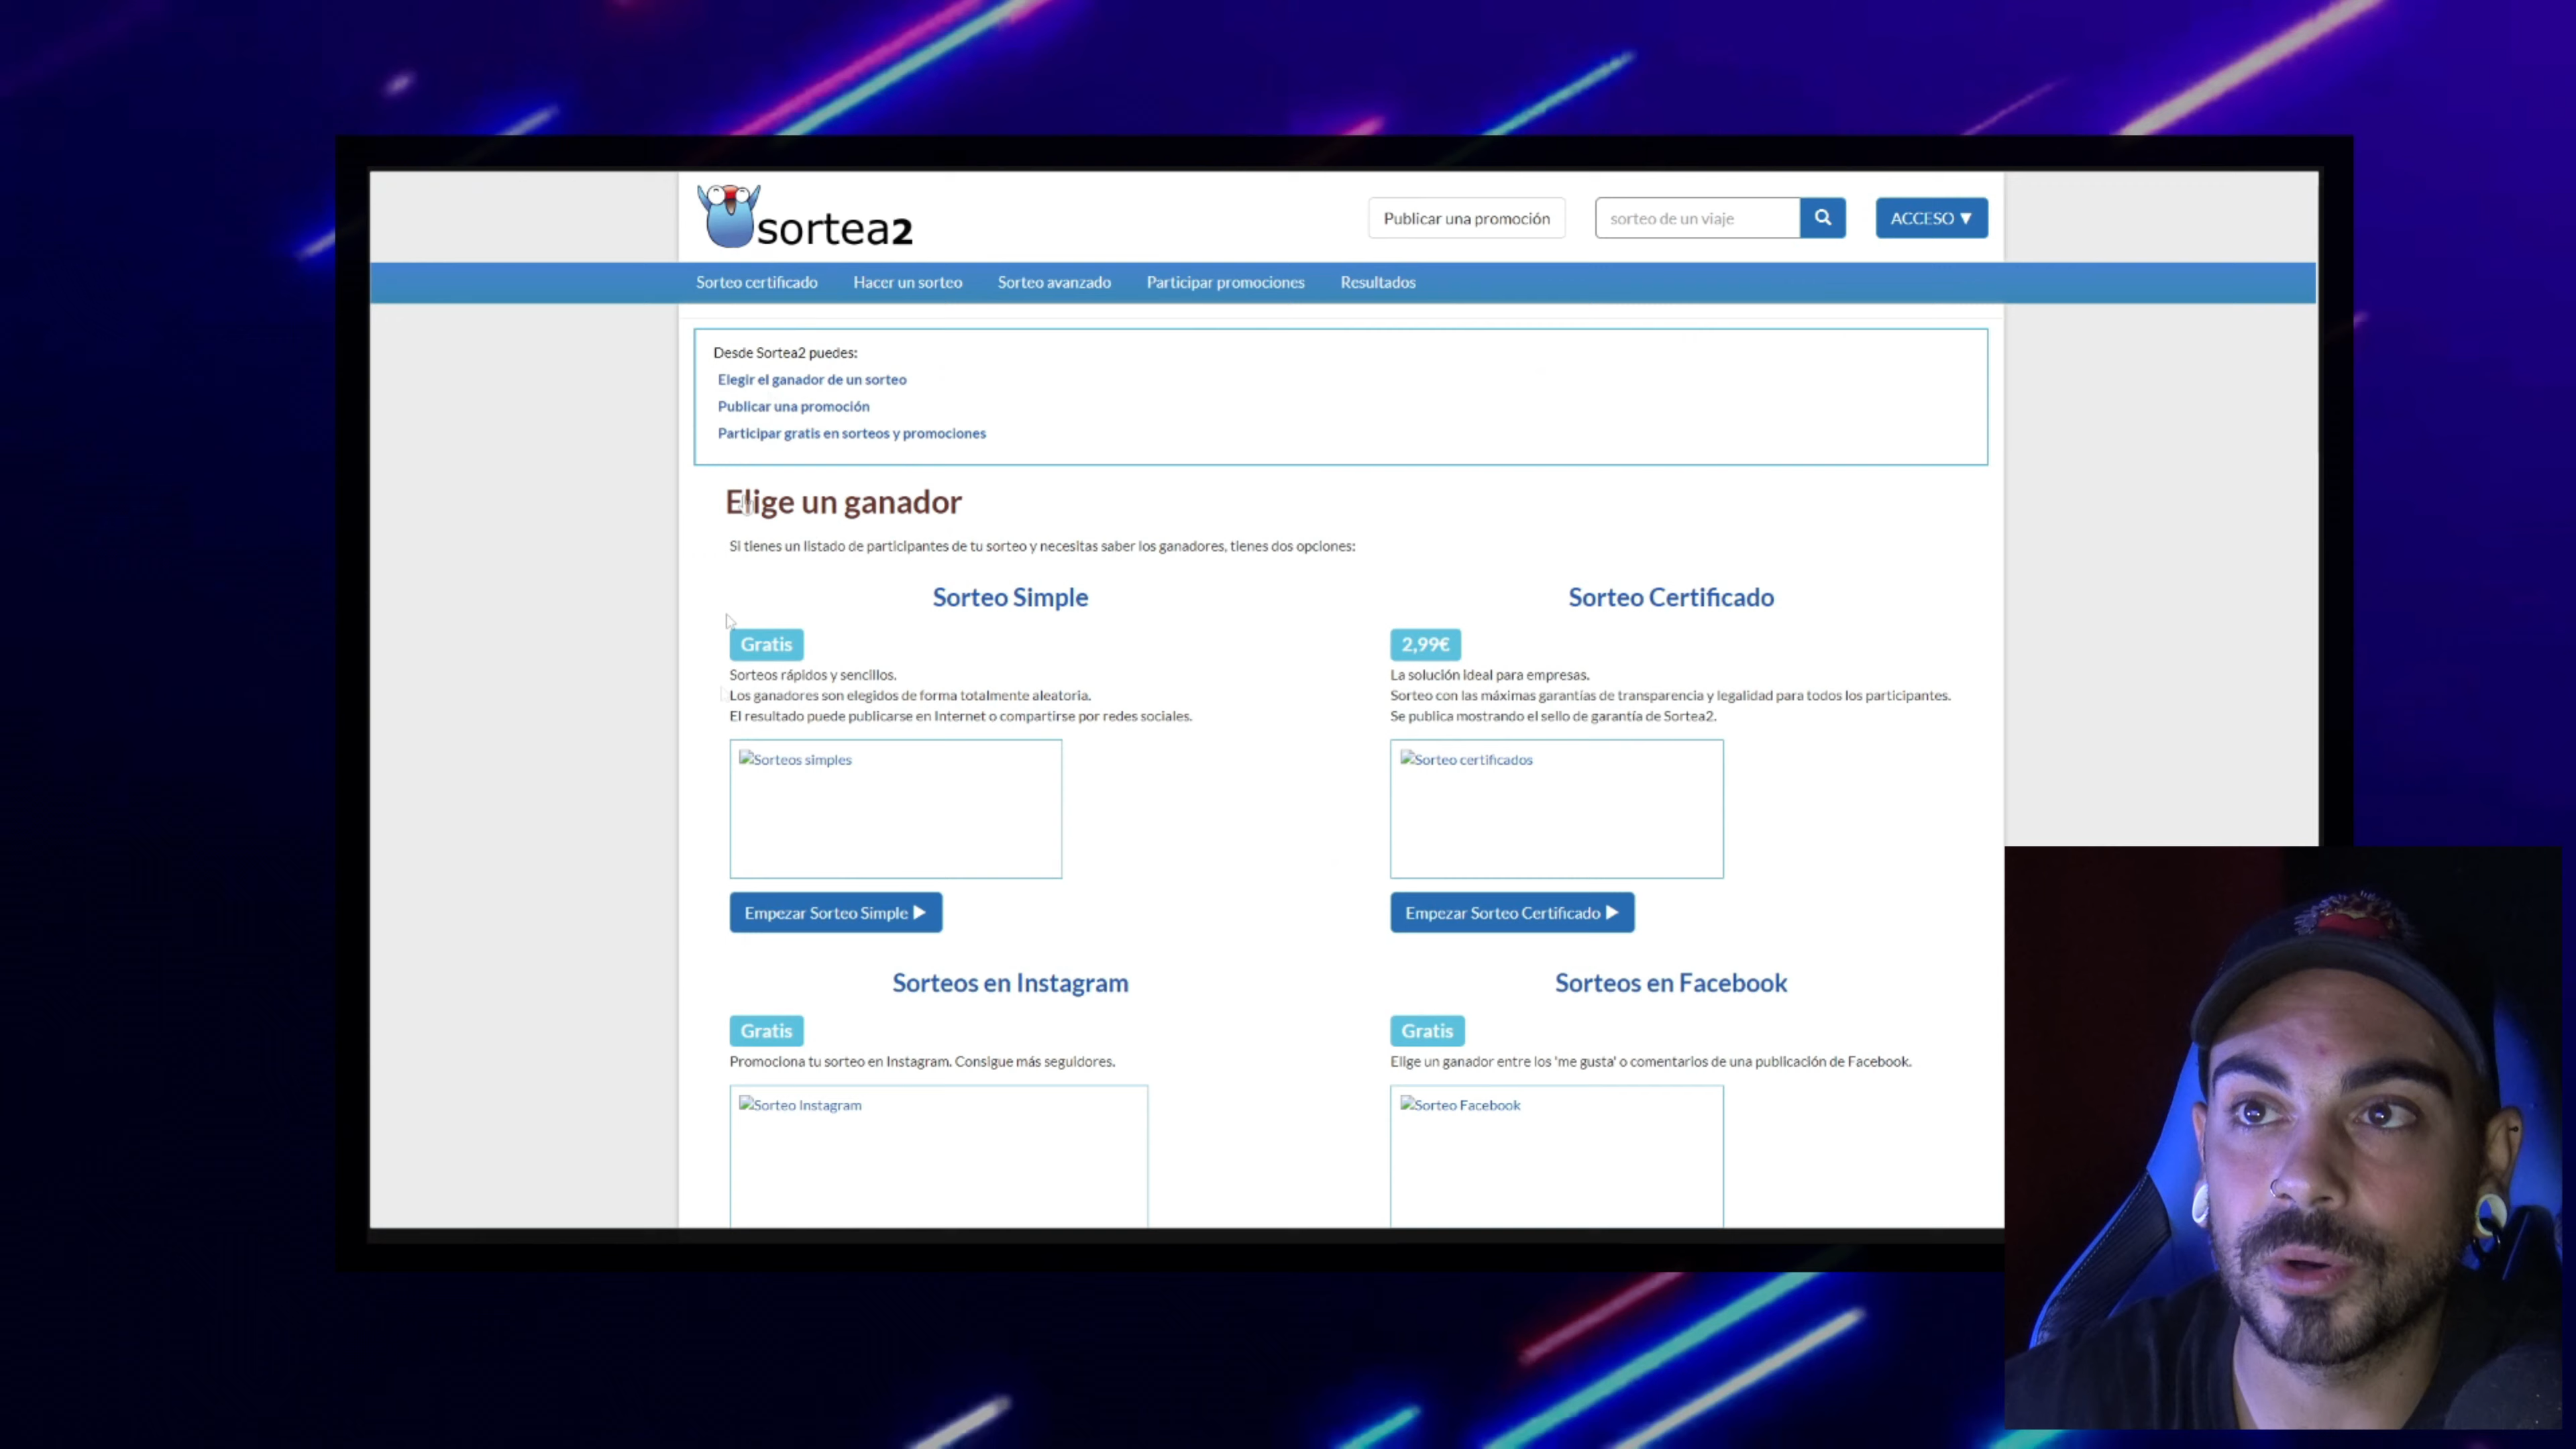 sortea2
Publicar una promoción
sorteo de un viaje
ACCESO ▼
Sorteo certificado
Hacer un sorteo
Sorteo avanzado
Participar promociones
Resultados
Desde Sortea2 puedes:
Elegir el ganador de un sorteo
Publicar una promoción
Participar gratis en sorteos y promociones
Elige un ganador
Si tienes un listado de participantes de tu sorteo y necesitas saber los ganadores, tienes dos opciones:
Sorteo Simple
Gratis
Sorteos rápidos y sencillos.
Los ganadores son elegidos de forma totalmente aleatoria.
El resultado puede publicarse en Internet o compartirse por redes sociales.
Sorteos simples
Empezar Sorteo Simple ▶
Sorteo Certificado
2,99€
La solución ideal para empresas.
Sorteo con las máximas garantías de transparencia y legalidad para todos los participantes.
Se publica mostrando el sello de garantía de Sortea2.
Sorteo certificados
Empezar Sorteo Certificado ▶
Sorteos en Instagram
Gratis
Promociona tu sorteo en Instagram. Consigue más seguidores.
Sorteo Instagram
Sorteos en Facebook
Gratis
Elige un ganador entre los 'me gusta' o comentarios de una publicación de Facebook.
Sorteo Facebook